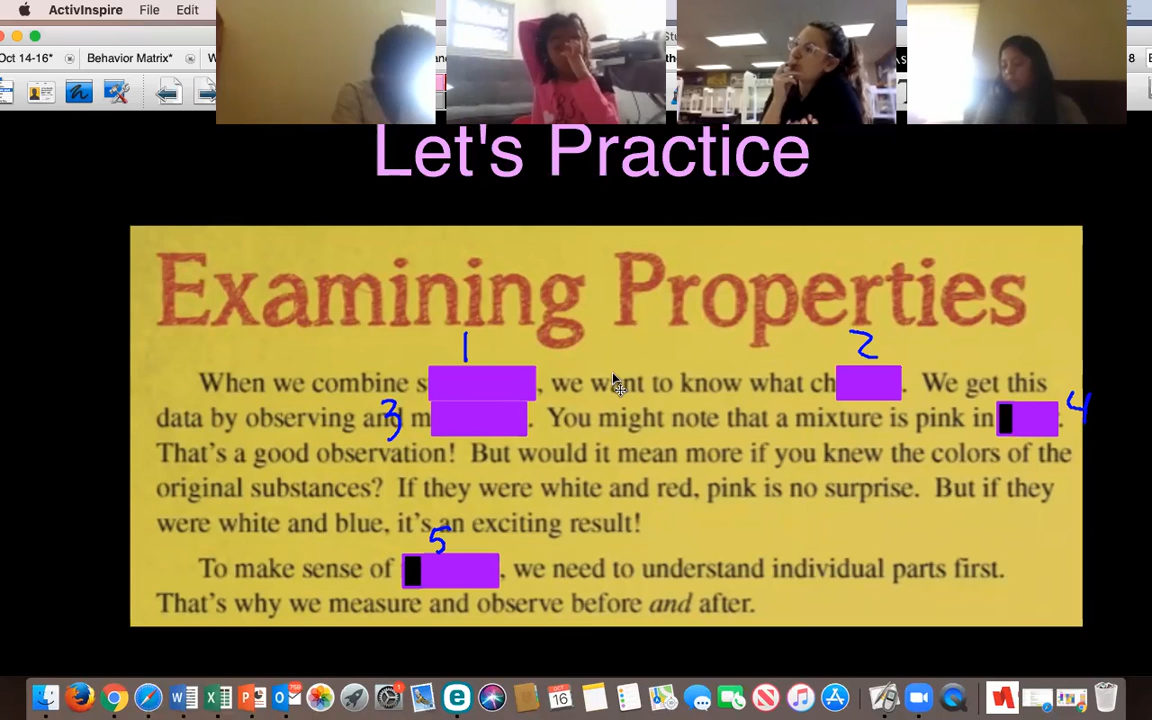 ActivInspire File Edit
Oct 14-16* Behavior Matrix*
Let's Practice
Examining Properties
1 2
When we combine s , we want to know what ch . We get this
3 data by observing and m . You might note that a mixture is pink in : 4
That's a good observation! But would it mean more if you knew the colors of the
original substances? If they were white and red, pink is no surprise. But if they
were white and blue, it's an exciting result!
5
To make sense of , we need to understand individual parts first.
That's why we measure and observe before and after.
OCT
16